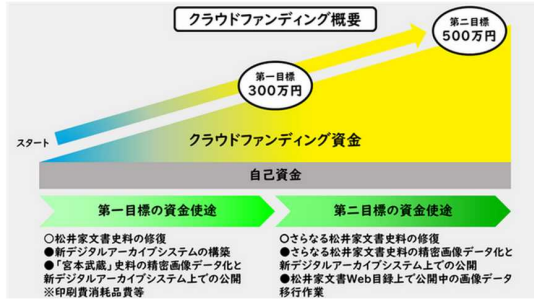 クラウドファンディング概要
第二目標
500万円
第一目標
300万円
スタート
クラウドファンディング資金
自己資金
第一目標の資金使途
○松井家文書史料の修復
●新デジタルアーカイブシステムの構築
●「宮本武蔵」史料の精密画像データ化と
新デジタルアーカイブシステム上での公開
※印刷費消耗品費等
第二目標の資金使途
○さらなる松井家文書史料の修復
●さらなる松井家文書史料の精密画像データ化と
新デジタルアーカイブシステム上での公開
●松井家文書Web目録上で公開中の画像データ
移行作業